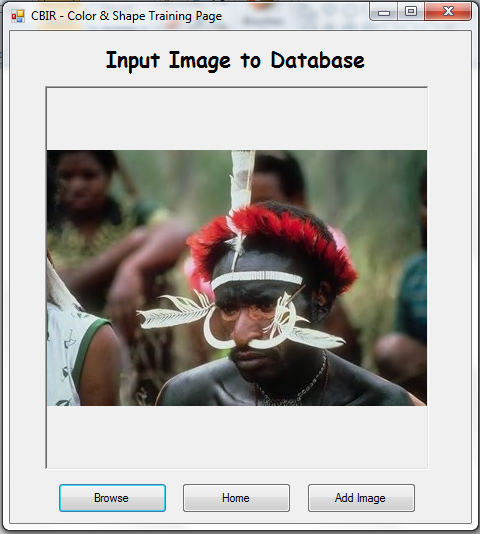 CBIR - Color & Shape Training Page
Input Image to Database
Browse
Home
Add Image